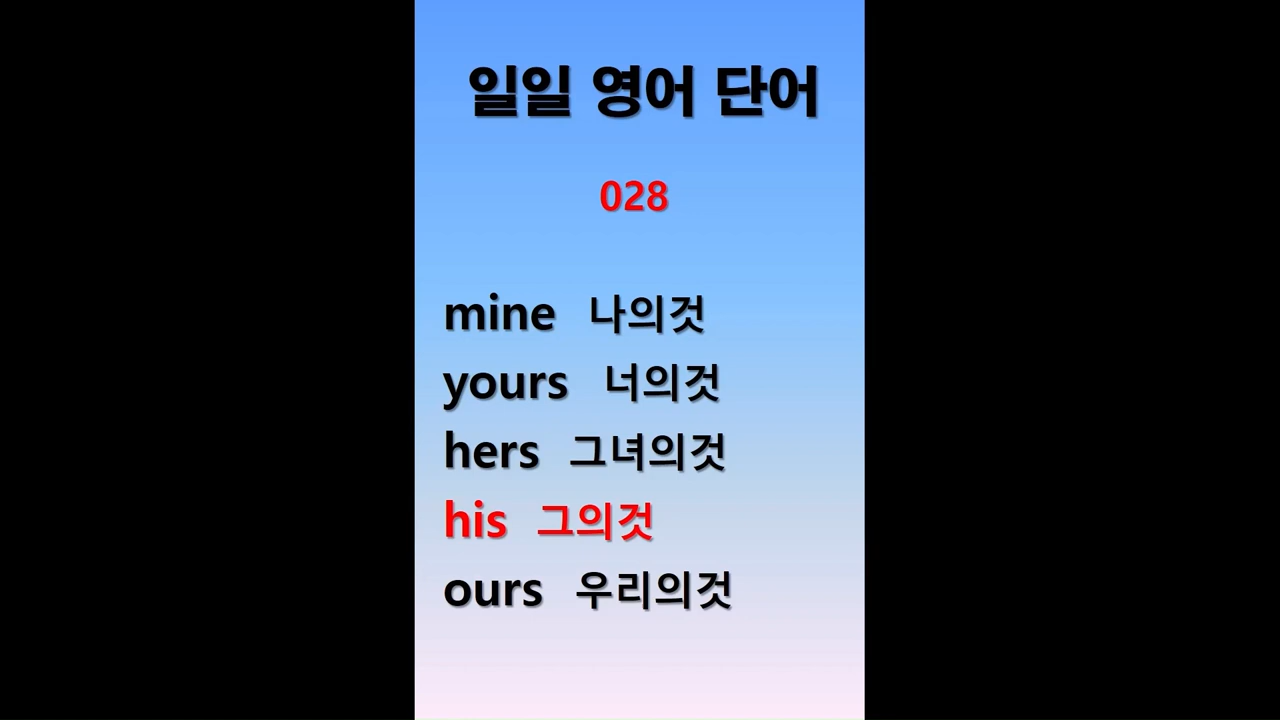 일일 영어 단어
028
mine 나의것
yours 너의것
hers 그녀의것
his 그의것
ours 우리의것